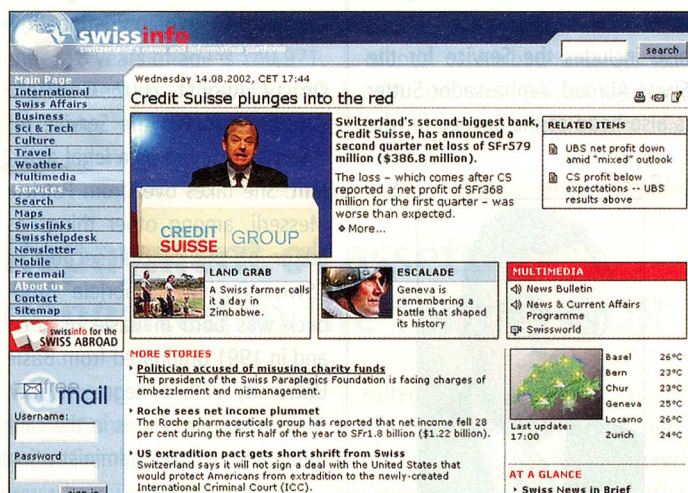 swissinfo
switzerland's news and information platform
search
Main Page
International
Swiss Affairs
Business
Sci & Tech
Culture
Travel
Weather
Multimedia
Services
Search
Maps
Swisslinks
Swisshelpdesk
Newsletter
Mobile
Freemail
About us
Contact
Sitemap
swissinfo for the
SWISS ABROAD
free
mail
Username:
Password
sign in
Wednesday 14.08.2002, CET 17:44
Credit Suisse plunges into the red
CREDIT
SUISSE
GROUP
Switzerland's second-biggest bank,
Credit Suisse, has announced a
second quarter net loss of SFr579
million ($386.8 million).
The loss – which comes after CS
reported a net profit of SFr368
million for the first quarter – was
worse than expected.
More...
RELATED ITEMS
UBS net profit down
amid “mixed” outlook
CS profit below
expectations -- UBS
results above
LAND GRAB
A Swiss farmer calls
it a day in
Zimbabwe.
ESCALADE
Geneva is
remembering a
battle that shaped
its history
MULTIMEDIA
News Bulletin
News & Current Affairs
Programme
Swissworld
MORE STORIES
Politician accused of misusing charity funds
The president of the Swiss Paraplegics Foundation is facing charges of
embezzlement and mismanagement.
Roche sees net income plummet
The Roche pharmaceuticals group has reported that net income fell 28
per cent during the first half of the year to SFr1.8 billion ($1.22 billion).
US extradition pact gets short shrift from Swiss
Switzerland says it will not sign a deal with the United States that
would protect Americans from extradition to the newly-created
International Criminal Court (ICC).
Last update:
17:00
Basel 26°C
Bern 23°C
Chur 23°C
Geneva 25°C
Locarno 26°C
Zurich 24°C
AT A GLANCE
Swiss News in Brief